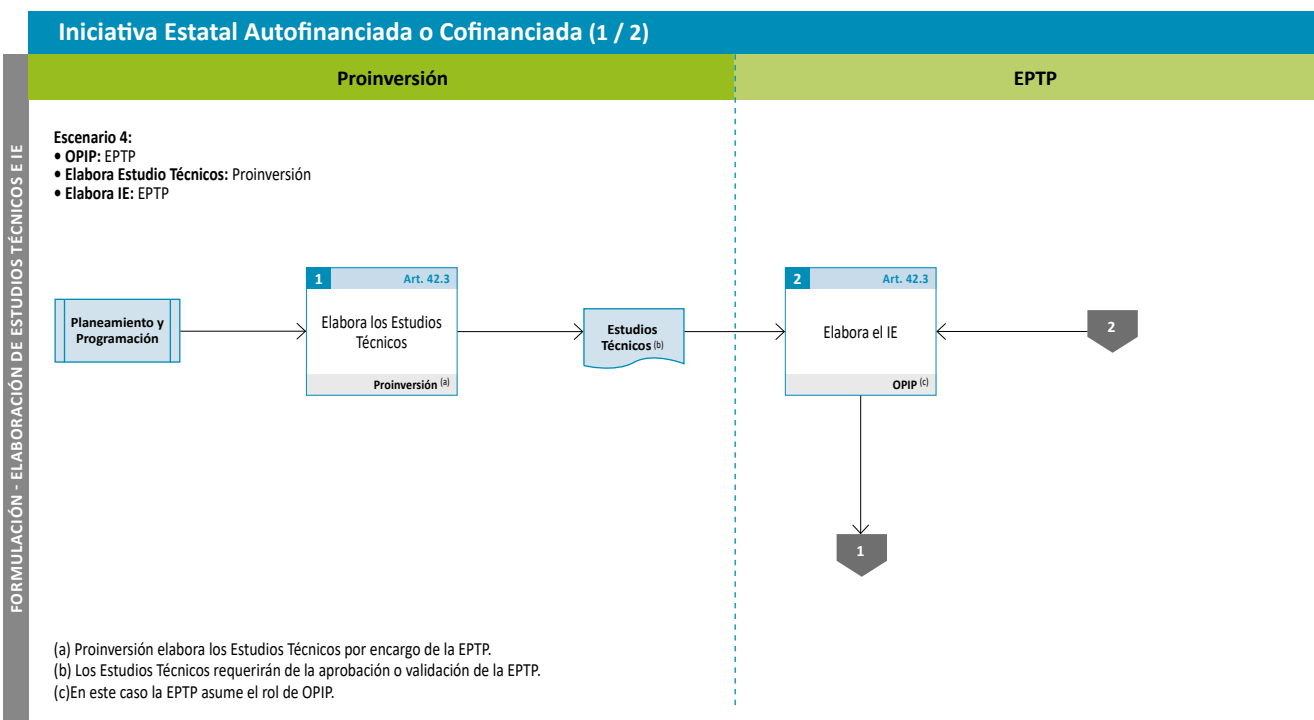 Iniciativa Estatal Autofinanciada o Cofinanciada (1 / 2)
Proinversión
EPTP
FORMULACIÓN - ELABORACIÓN DE ESTUDIOS TÉCNICOS E IE
Escenario 4:
• OPIP: EPTP
• Elabora Estudio Técnicos: Proinversión
• Elabora IE: EPTP
Planeamiento y
Programación
1
Art. 42.3
Elabora los Estudios
Técnicos
Proinversión (a)
Estudios
Técnicos (b)
2
Art. 42.3
Elabora el IE
OPIP (c)
2
1
(a) Proinversión elabora los Estudios Técnicos por encargo de la EPTP.
(b) Los Estudios Técnicos requerirán de la aprobación o validación de la EPTP.
(c)En este caso la EPTP asume el rol de OPIP.